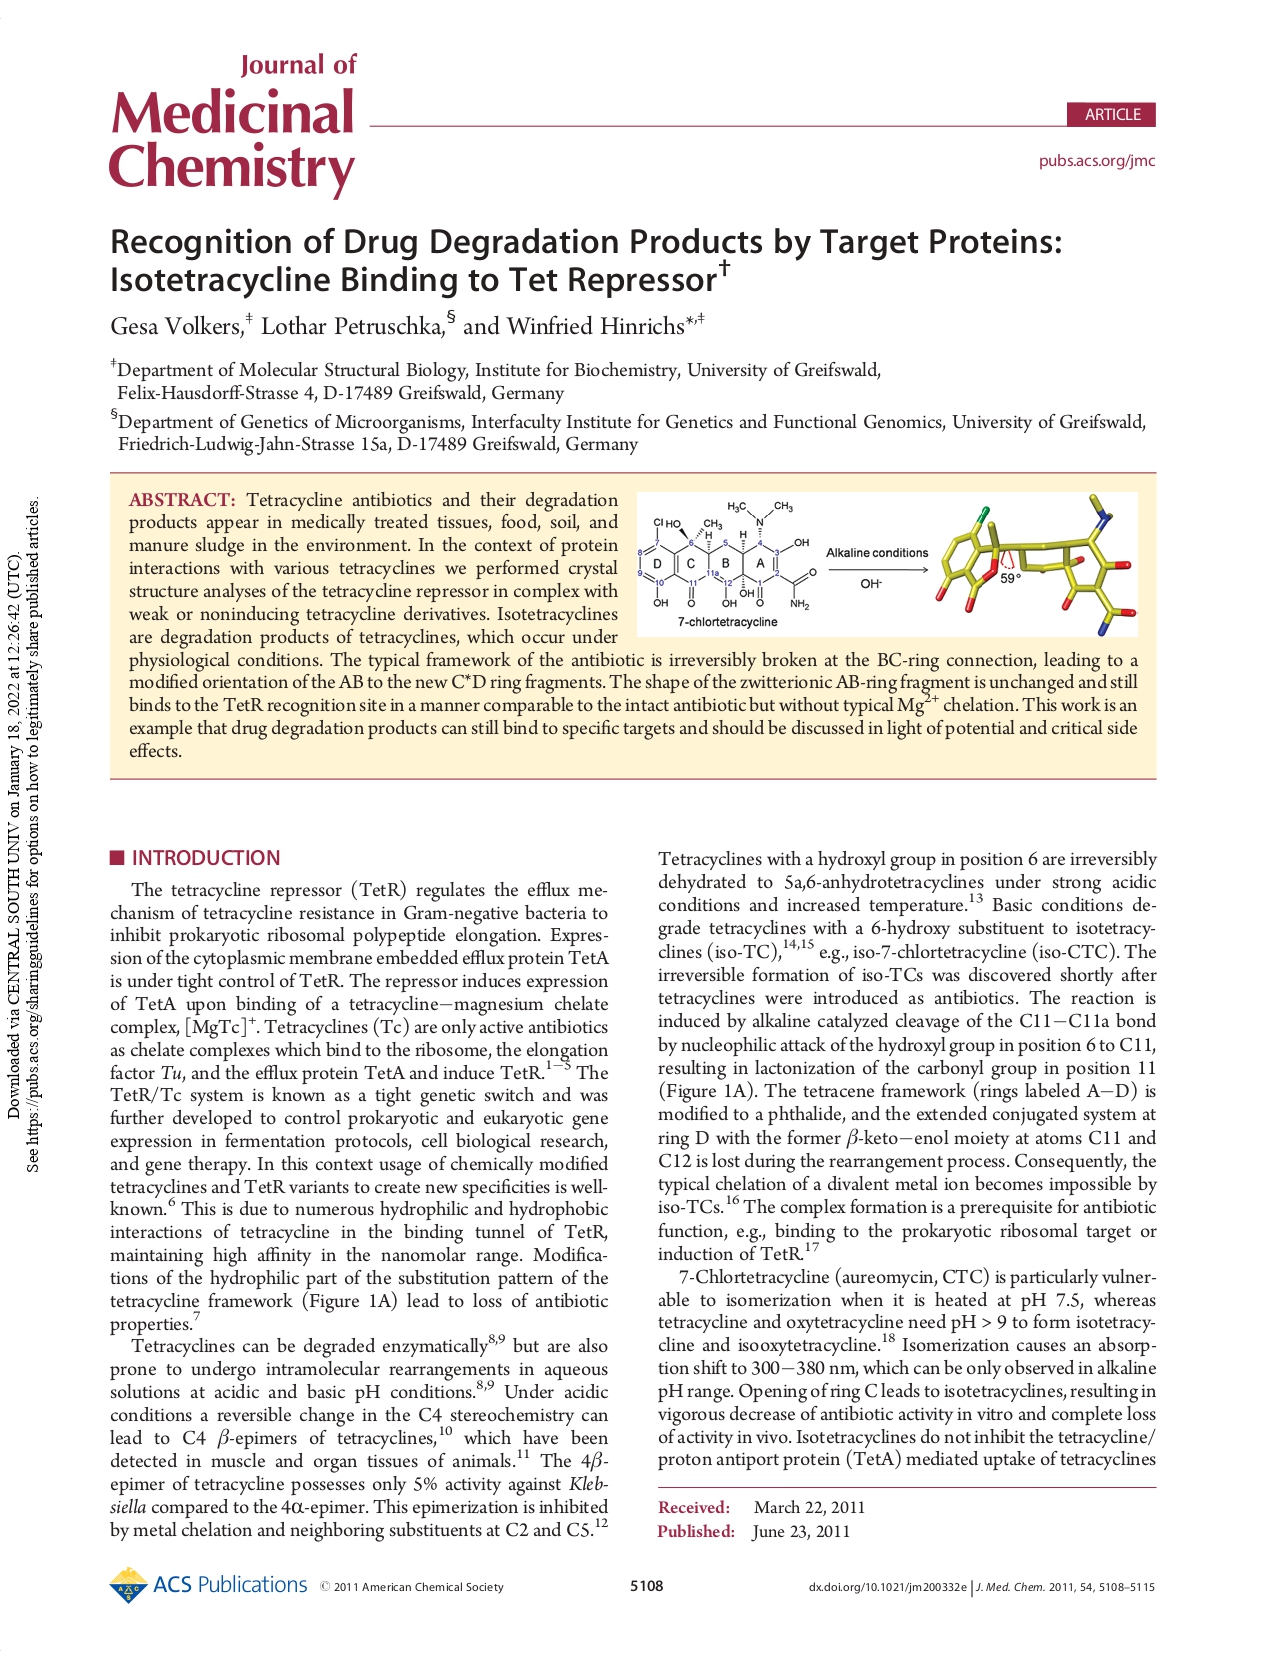 Journal of
Medicinal
Chemistry
ARTICLE
pubs.acs.org/jmc
Recognition of Drug Degradation Products by Target Proteins:
Isotetracycline Binding to Tet Repressor†
Gesa Volkers,‡ Lothar Petruschka,§ and Winfried Hinrichs*,‡
‡Department of Molecular Structural Biology, Institute for Biochemistry, University of Greifswald,
Felix-Hausdorff-Strasse 4, D-17489 Greifswald, Germany
§Department of Genetics of Microorganisms, Interfaculty Institute for Genetics and Functional Genomics, University of Greifswald,
Friedrich-Ludwig-Jahn-Strasse 15a, D-17489 Greifswald, Germany
ABSTRACT: Tetracycline antibiotics and their degradation
products appear in medically treated tissues, food, soil, and
manure sludge in the environment. In the context of protein
interactions with various tetracyclines we performed crystal
structure analyses of the tetracycline repressor in complex with
weak or noninducing tetracycline derivatives. Isotetracyclines
are degradation products of tetracyclines, which occur under
physiological conditions. The typical framework of the antibiotic is irreversibly broken at the BC-ring connection, leading to a
modified orientation of the AB to the new C*D ring fragments. The shape of the zwitterionic AB-ring fragment is unchanged and still
binds to the TetR recognition site in a manner comparable to the intact antibiotic but without typical Mg2+ chelation. This work is an
example that drug degradation products can still bind to specific targets and should be discussed in light of potential and critical side
effects.
H3C CH3
N
Cl HO CH3
H H
7 6 5 4 3 OH
8 D C B A
9 10 11 11a 12 1 2 O
OH O OH OH O NH2
7-chlortetracycline
Alkaline conditions
OH-
59°
INTRODUCTION
The tetracycline repressor (TetR) regulates the efflux me-
chanism of tetracycline resistance in Gram-negative bacteria to
inhibit prokaryotic ribosomal polypeptide elongation. Expres-
sion of the cytoplasmic membrane embedded efflux protein TetA
is under tight control of TetR. The repressor induces expression
of TetA upon binding of a tetracycline−magnesium chelate
complex, [MgTc]+. Tetracyclines (Tc) are only active antibiotics
as chelate complexes which bind to the ribosome, the elongation
factor Tu, and the efflux protein TetA and induce TetR.1−5 The
TetR/Tc system is known as a tight genetic switch and was
further developed to control prokaryotic and eukaryotic gene
expression in fermentation protocols, cell biological research,
and gene therapy. In this context usage of chemically modified
tetracyclines and TetR variants to create new specificities is well-
known.6 This is due to numerous hydrophilic and hydrophobic
interactions of tetracycline in the binding tunnel of TetR,
maintaining high affinity in the nanomolar range. Modifica-
tions of the hydrophilic part of the substitution pattern of the
tetracycline framework (Figure 1A) lead to loss of antibiotic
properties.7
Tetracyclines can be degraded enzymatically8,9 but are also
prone to undergo intramolecular rearrangements in aqueous
solutions at acidic and basic pH conditions.8,9 Under acidic
conditions a reversible change in the C4 stereochemistry can
lead to C4 β-epimers of tetracyclines,10 which have been
detected in muscle and organ tissues of animals.11 The 4β-
epimer of tetracycline possesses only 5% activity against Kleb-
siella compared to the 4α-epimer. This epimerization is inhibited
by metal chelation and neighboring substituents at C2 and C5.12
Tetracyclines with a hydroxyl group in position 6 are irreversibly
dehydrated to 5a,6-anhydrotetracyclines under strong acidic
conditions and increased temperature.13 Basic conditions de-
grade tetracyclines with a 6-hydroxy substituent to isotetracy-
clines (iso-TC),14,15 e.g., iso-7-chlortetracycline (iso-CTC). The
irreversible formation of iso-TCs was discovered shortly after
tetracyclines were introduced as antibiotics. The reaction is
induced by alkaline catalyzed cleavage of the C11−C11a bond
by nucleophilic attack of the hydroxyl group in position 6 to C11,
resulting in lactonization of the carbonyl group in position 11
(Figure 1A). The tetracene framework (rings labeled A−D) is
modified to a phthalide, and the extended conjugated system at
ring D with the former β-keto−enol moiety at atoms C11 and
C12 is lost during the rearrangement process. Consequently, the
typical chelation of a divalent metal ion becomes impossible by
iso-TCs.16 The complex formation is a prerequisite for antibiotic
function, e.g., binding to the prokaryotic ribosomal target or
induction of TetR.17
7-Chlortetracycline (aureomycin, CTC) is particularly vulner-
able to isomerization when it is heated at pH 7.5, whereas
tetracycline and oxytetracycline need pH > 9 to form isotetracy-
cline and isooxytetracycline.18 Isomerization causes an absorp-
tion shift to 300−380 nm, which can be only observed in alkaline
pH range. Opening of ring C leads to isotetracyclines, resulting in
vigorous decrease of antibiotic activity in vitro and complete loss
of activity in vivo. Isotetracyclines do not inhibit the tetracycline/
proton antiport protein (TetA) mediated uptake of tetracyclines
Received: March 22, 2011
Published: June 23, 2011
ACS Publications © 2011 American Chemical Society
5108
dx.doi.org/10.1021/jm200332e | J. Med. Chem. 2011, 54, 5108–5115
Downloaded via CENTRAL SOUTH UNIV on January 18, 2022 at 12:26:42 (UTC).
See https://pubs.acs.org/sharingguidelines for options on how to legitimately share published articles.